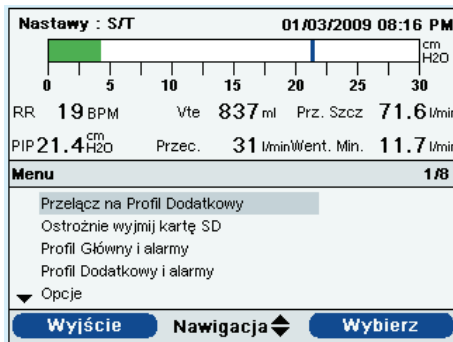 Nastawy : S/T 01/03/2009 08:16 PM
cm
H2O
0 5 10 15 20 25 30
RR 19 BPM Vte 837 ml Prz. Szcz 71.6 l/min
PIP 21.4 cm H2O Przec. 31 l/min Went. Min. 11.7 l/min
Menu 1/8
Przełącz na Profil Dodatkowy
Ostrożnie wyjmij kartę SD
Profil Główny i alarmy
Profil Dodatkowy i alarmy
Opcje
Wyjście Nawigacja Wybierz